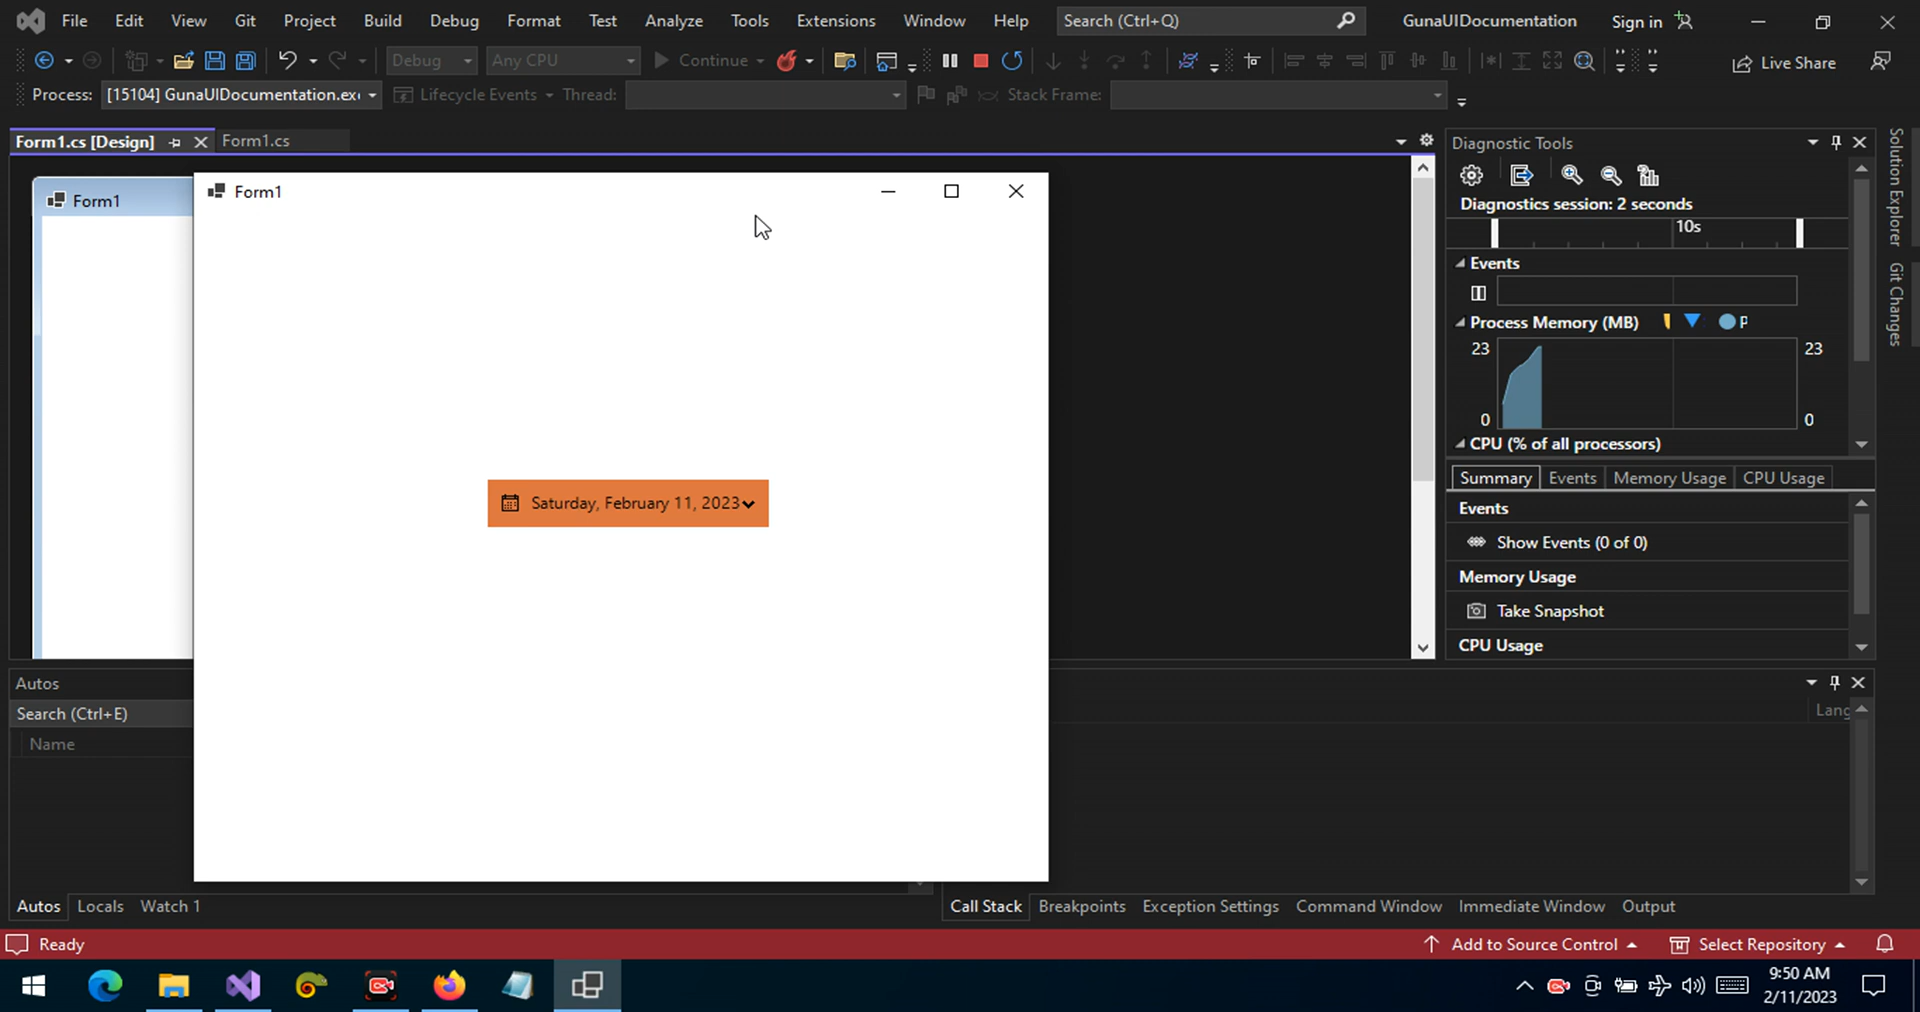 File Edit View Git Project Build Debug Format Test Analyze Tools Extensions Window Help Search (Ctrl+Q) GunaUIDocumentation Sign in
Debug Any CPU Continue Live Share
Process: [15104] GunaUIDocumentation.ex Lifecycle Events Thread: Stack Frame:
Form1.cs [Design] Form1.cs
Form1
Form1
Saturday, February 11, 2023
Diagnostic Tools
Diagnostics session: 2 seconds
10s
Events
Process Memory (MB) P
23 23
0 0
CPU (% of all processors)
Summary Events Memory Usage CPU Usage
Events
Show Events (0 of 0)
Memory Usage
Take Snapshot
CPU Usage
Solution Explorer
Git Changes
Autos
Search (Ctrl+E)
Name
Lang
Autos Locals Watch 1
Call Stack Breakpoints Exception Settings Command Window Immediate Window Output
Ready Add to Source Control Select Repository
9:50 AM
2/11/2023